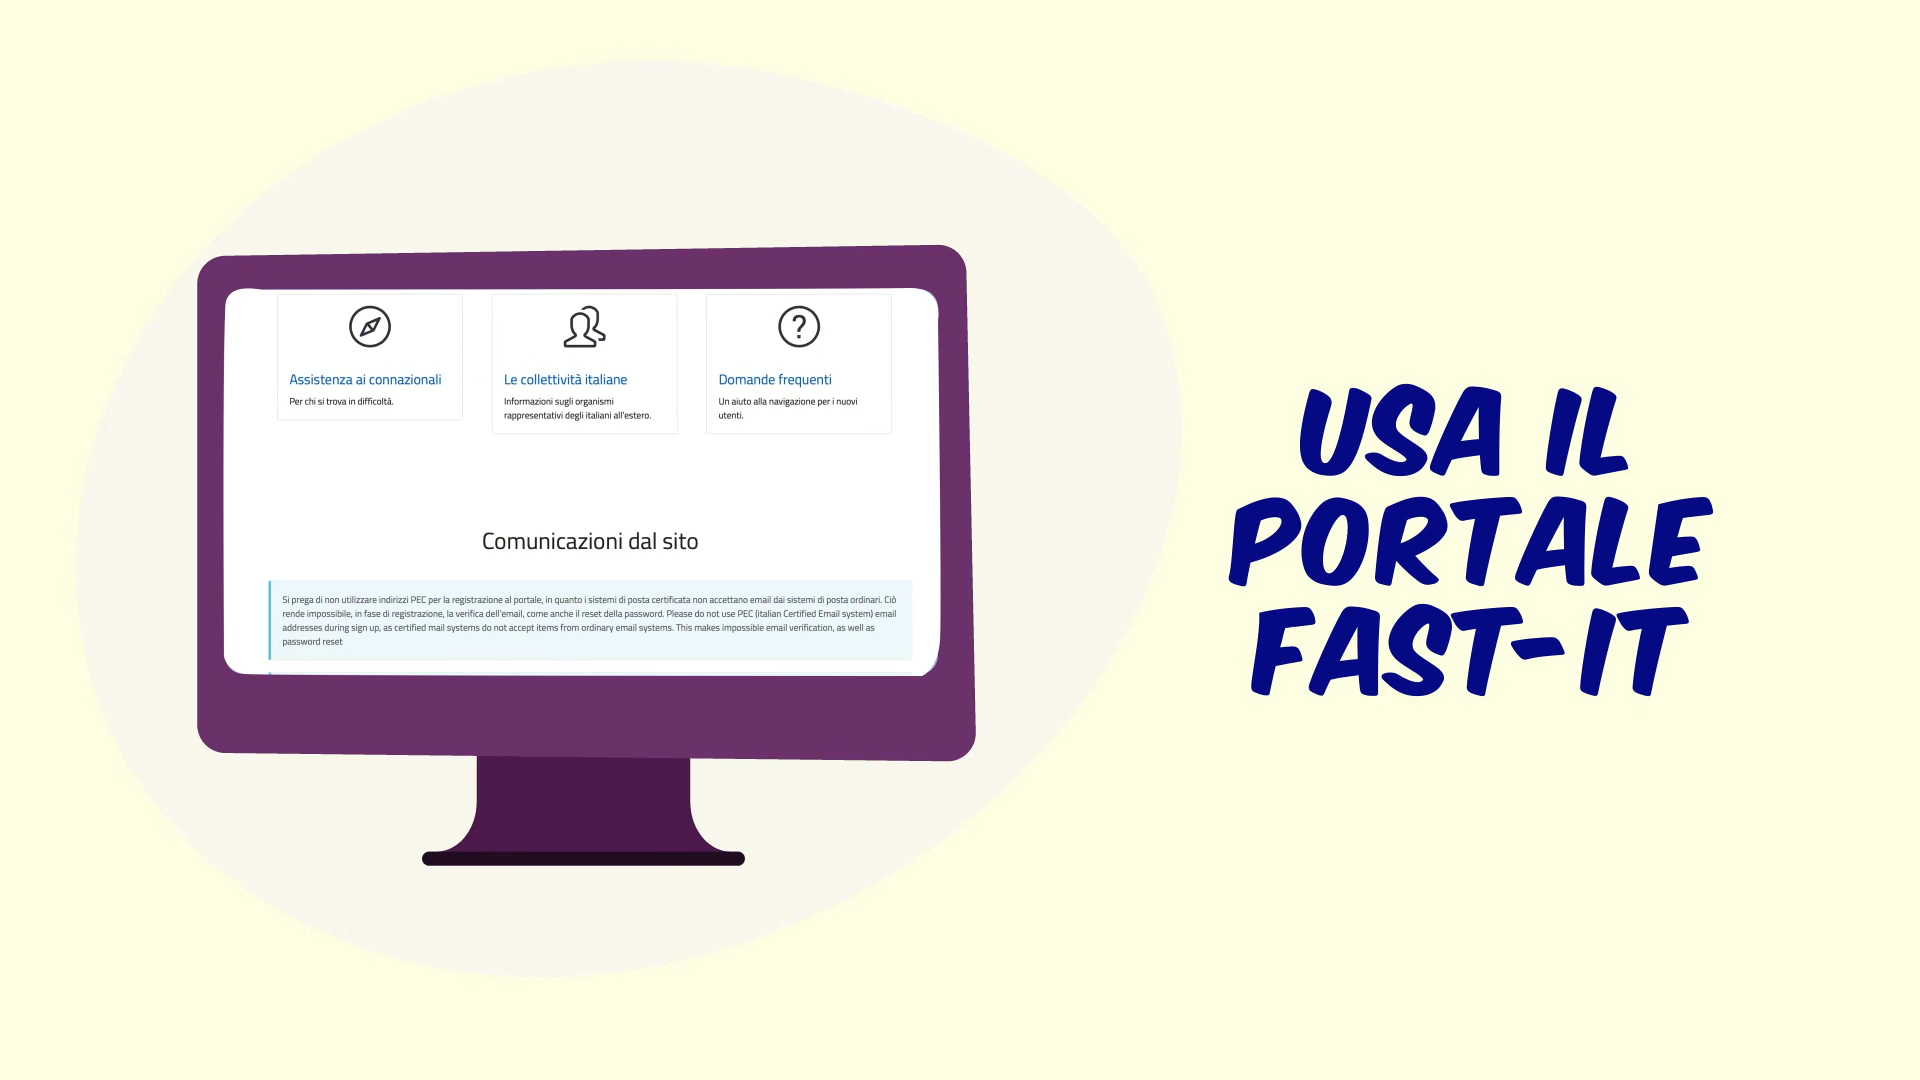 Assistenza ai connazionali
Per chi si trova in difficoltà.
Le collettività italiane
Informazioni sugli organismi
rappresentativi degli italiani all'estero.
Domande frequenti
Un aiuto alla navigazione per i nuovi
utenti.
Comunicazioni dal sito
Si prega di non utilizzare indirizzi PEC per la registrazione al portale, in quanto i sistemi di posta certificata non accettano email dai sistemi di posta ordinari. Ciò
rende impossibile, in fase di registrazione, la verifica dell'email, come anche il reset della password. Please do not use PEC (italian Certified Email system) email
addresses during sign up, as certified mail systems do not accept items from ordinary email systems. This makes impossible email verification, as well as
password reset
USA IL
PORTALE
FAST-IT